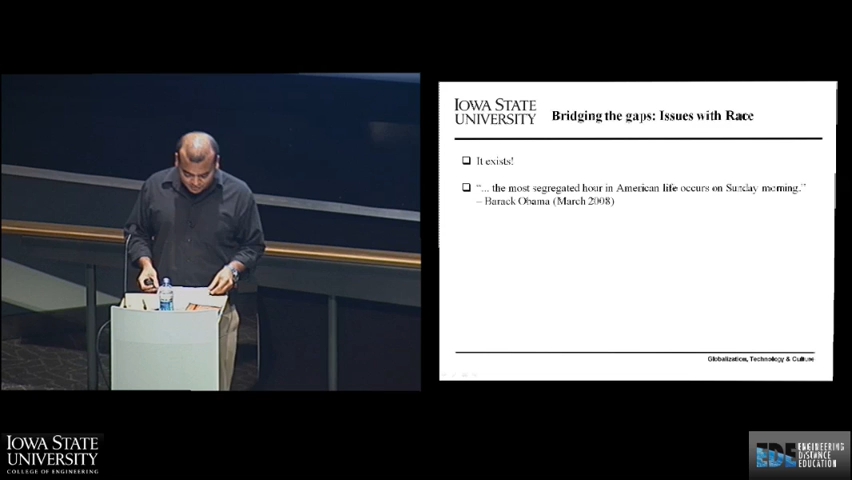 IOWA STATE
UNIVERSITY
Bridging the gaps: Issues with Race
It exists!
"... the most segregated hour in American life occurs on Sunday morning."
– Barack Obama (March 2008)
Globalization, Technology & Culture
IOWA STATE
UNIVERSITY
COLLEGE OF ENGINEERING
EDE
ENGINEERING
DISTANCE
EDUCATION